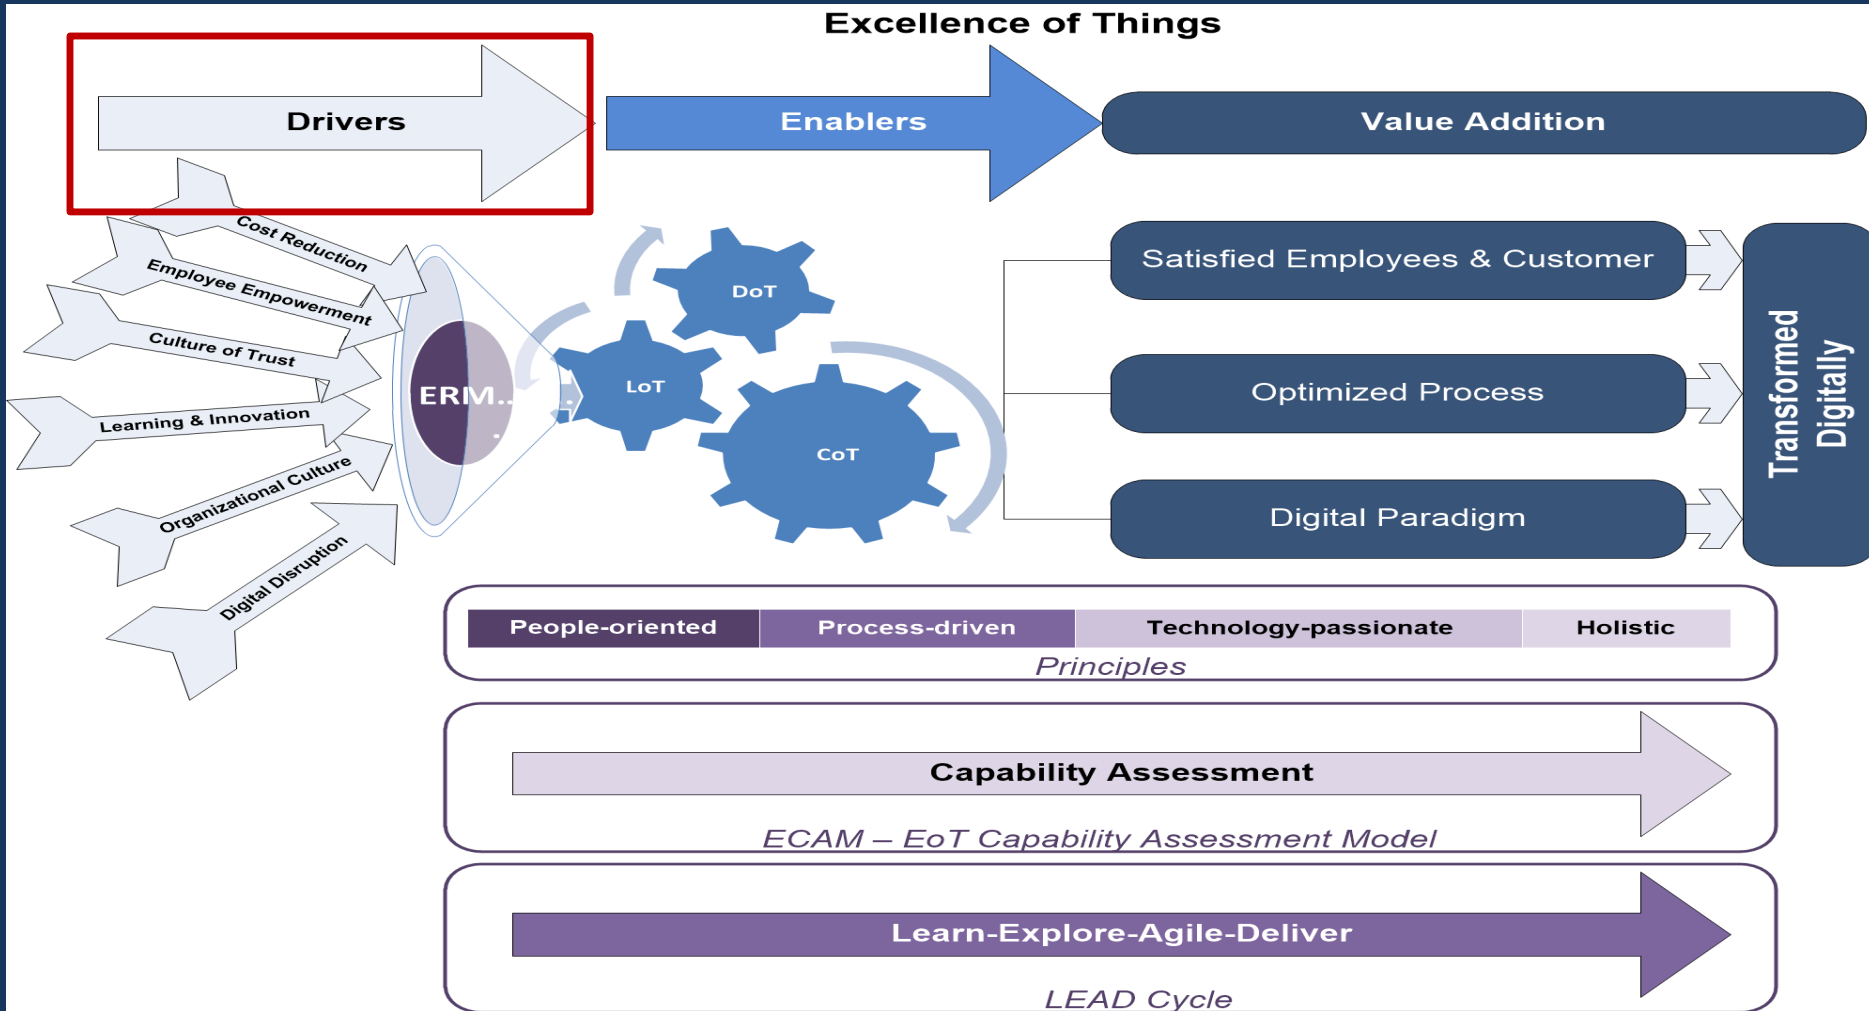 Excellence of Things
Drivers
Enablers
Value Addition
Cost Reduction
Employee Empowerment
Culture of Trust
Learning & Innovation
Organizational Culture
Digital Disruption
ERM...
DoT
LoT
CoT
Satisfied Employees & Customer
Optimized Process
Digital Paradigm
Transformed
Digitally
People-oriented
Process-driven
Technology-passionate
Holistic
Principles
Capability Assessment
ECAM – EoT Capability Assessment Model
Learn-Explore-Agile-Deliver
LEAD Cycle